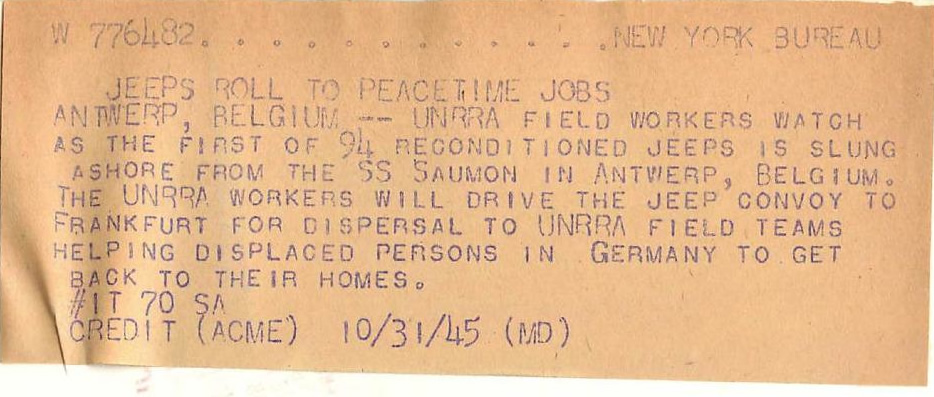 W 776482. . . . . . . . . . . . .NEW YORK BUREAU
JEEPS ROLL TO PEACETIME JOBS
ANTWERP, BELGIUM -- UNRRA FIELD WORKERS WATCH
AS THE FIRST OF 94 RECONDITIONED JEEPS IS SLUNG
ASHORE FROM THE SS SAUMON IN ANTWERP, BELGIUM.
THE UNRRA WORKERS WILL DRIVE THE JEEP CONVOY TO
FRANKFURT FOR DISPERSAL TO UNRRA FIELD TEAMS
HELPING DISPLACED PERSONS IN GERMANY TO GET
BACK TO THEIR HOMES.
#IT 70 SA
CREDIT (ACME) 10/31/45 (MD)